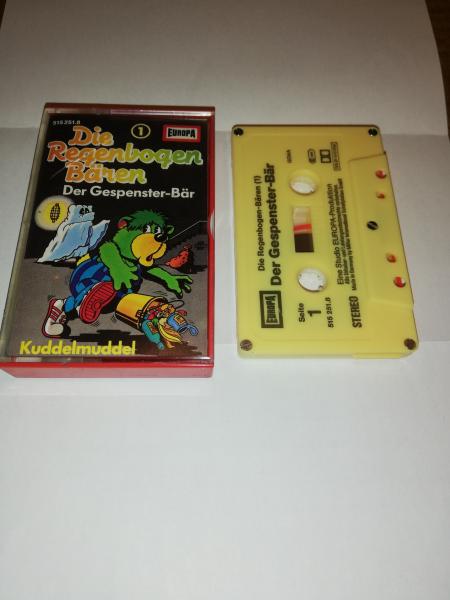 515 251.8
1
EUROPA
Die
Regenbogen
Bären
Der Gespenster-Bär
Kuddelmuddel
EUROPA
Seite
1
515 251.8
Die Regenbogen-Bären (1)
Der Gespenster-Bär
STEREO
Eine Studio EUROPA-Produktion
GEMA